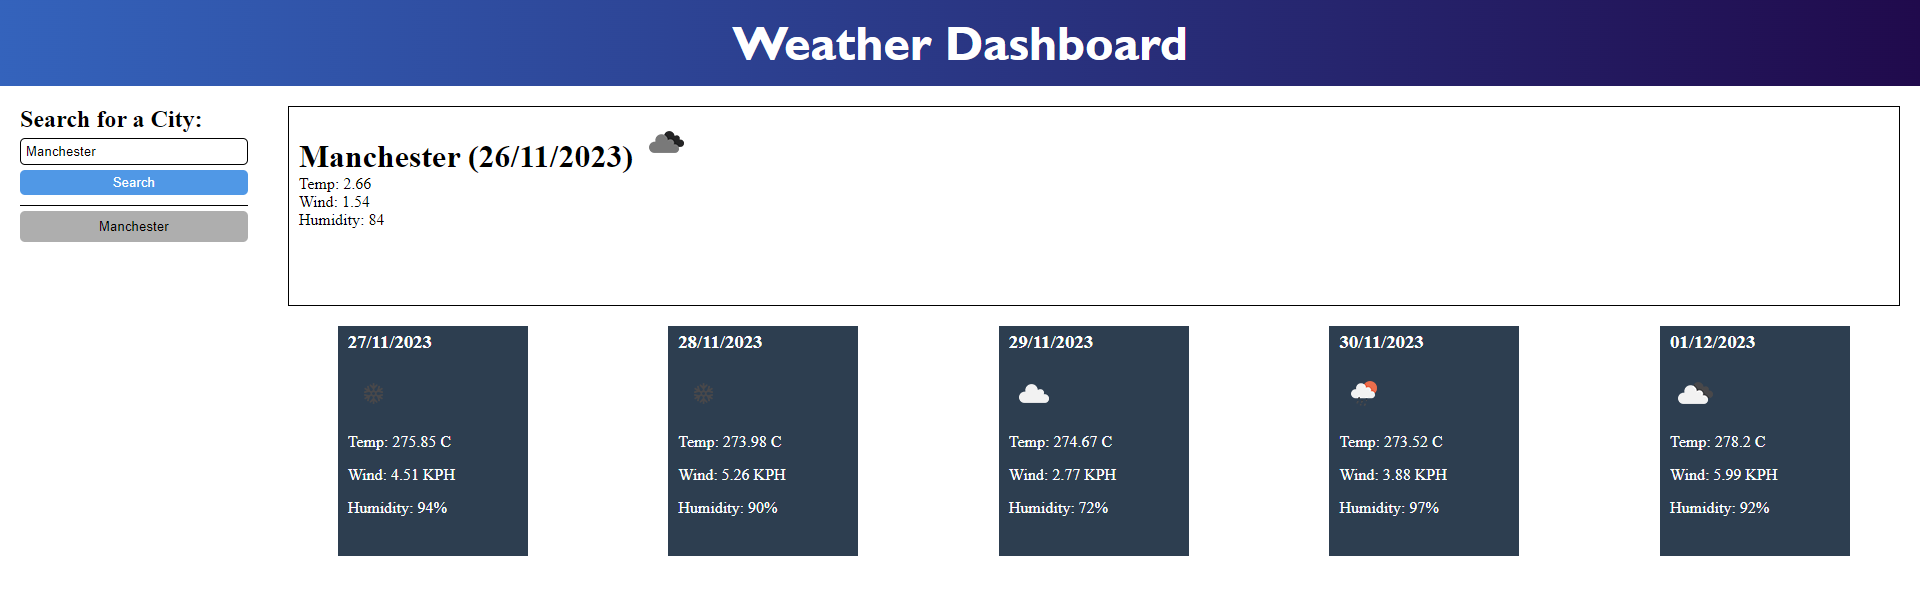 Weather Dashboard
Search for a City:
Manchester
Search
Manchester
Manchester (26/11/2023)
Temp: 2.66
Wind: 1.54
Humidity: 84
27/11/2023
Temp: 275.85 C
Wind: 4.51 KPH
Humidity: 94%
28/11/2023
Temp: 273.98 C
Wind: 5.26 KPH
Humidity: 90%
29/11/2023
Temp: 274.67 C
Wind: 2.77 KPH
Humidity: 72%
30/11/2023
Temp: 273.52 C
Wind: 3.88 KPH
Humidity: 97%
01/12/2023
Temp: 278.2 C
Wind: 5.99 KPH
Humidity: 92%